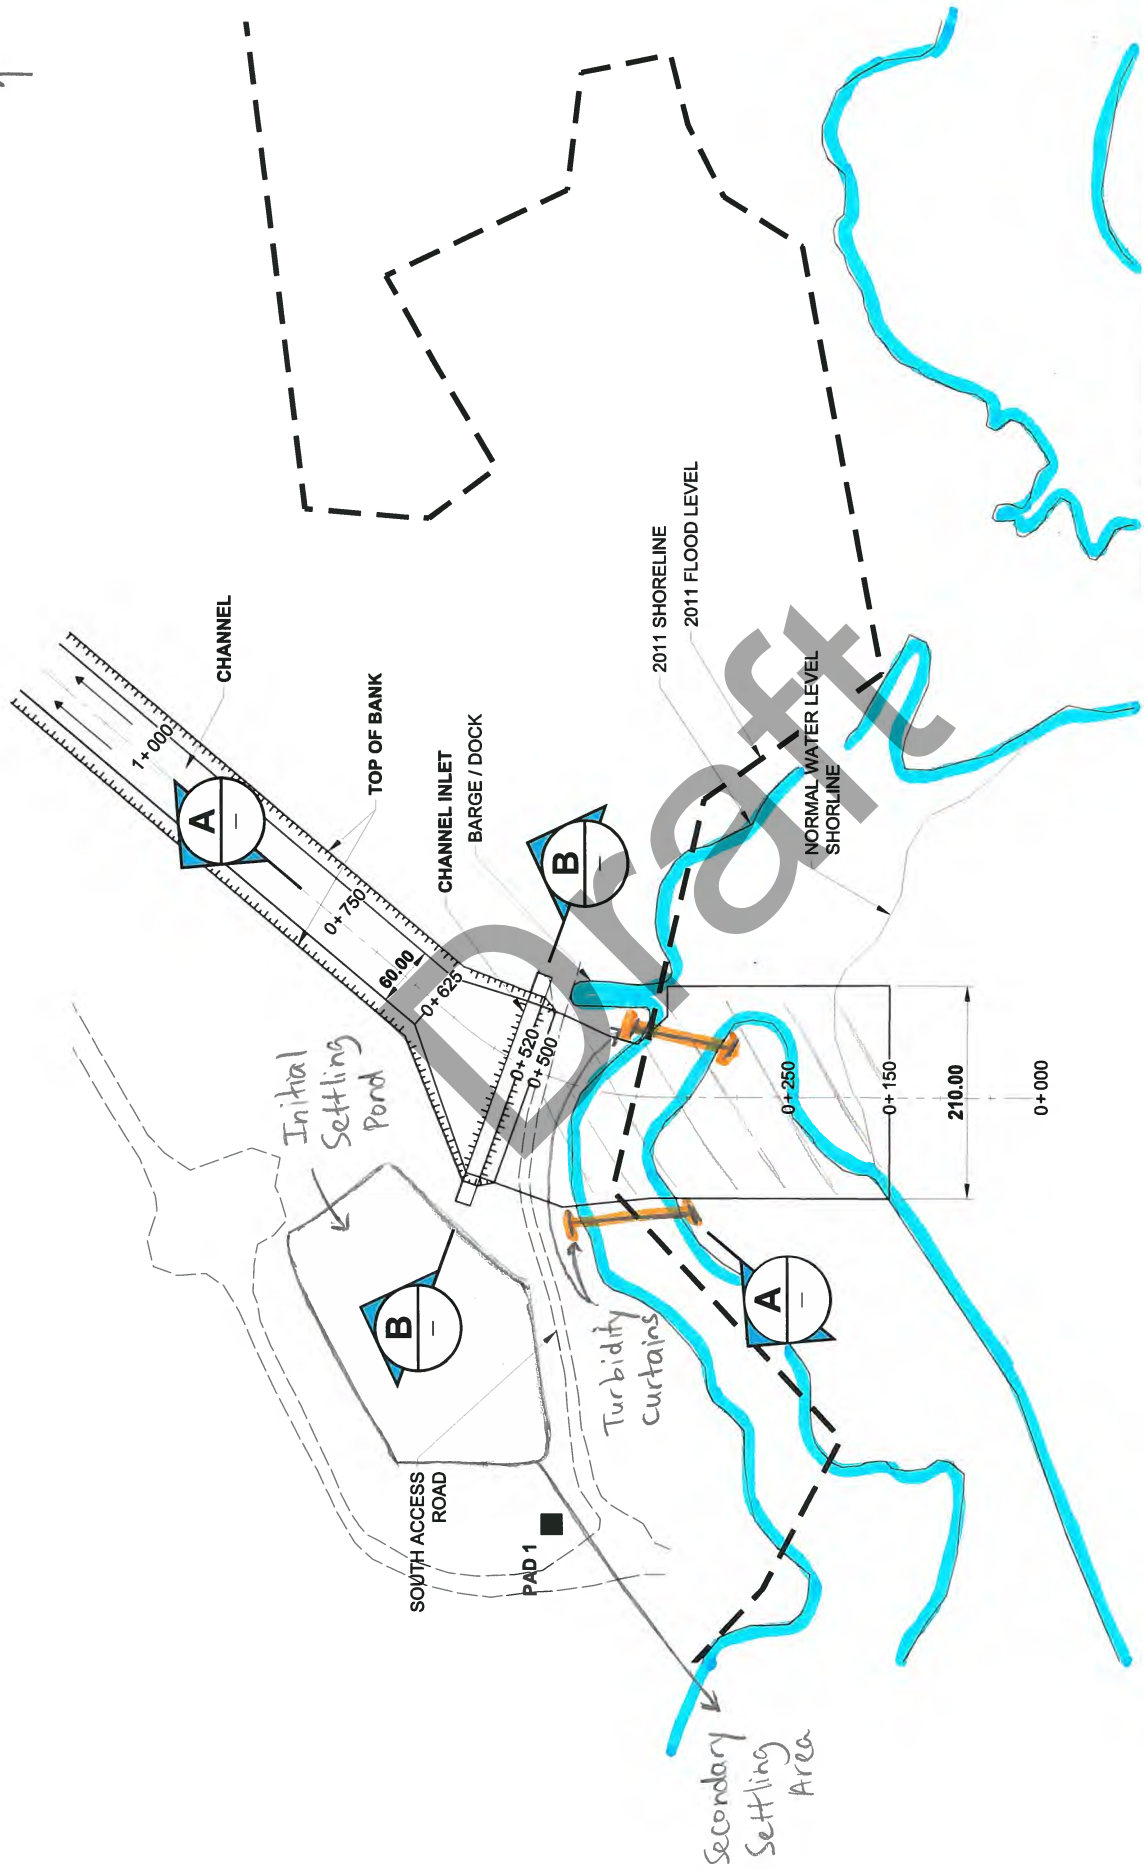 1+000
CHANNEL
A
–
TOP OF BANK
0+750
60.00
0+625
CHANNEL INLET
BARGE / DOCK
B
–
0+520
0+500
2011 SHORELINE
2011 FLOOD LEVEL
NORMAL WATER LEVEL
SHORLINE
0+250
0+150
210.00
0+000
Initial
Settling
Pond
B
–
SOUTH ACCESS
ROAD
PAD 1
Turbidity
Curtains
A
–
Secondary
Settling
Area
Draft